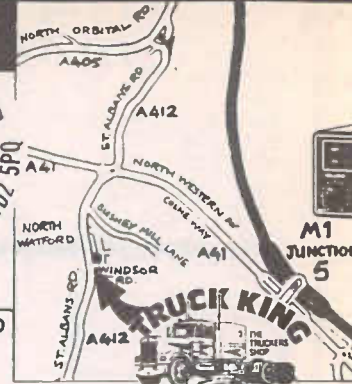 NORTH ORBITAL RD.
A405
ST. ALBANS RD
A412
5PQ
A41
NORTH WESTERN AV
COLNE WAY
A41
BUSHEY MILL LANE
NORTH
WATFORD
WINDSOR
RD.
ST. ALBANS RD.
A412
M1
JUNCTION
5
TRUCK KING
THE
TRUCKERS
SHOP